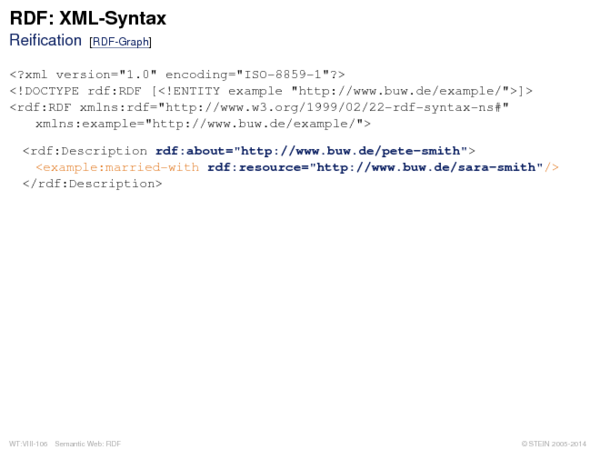 RDF: XML-Syntax
Reification [RDF-Graph]
<?xml version="1.0" encoding="ISO-8859-1"?>
<!DOCTYPE rdf:RDF [<!ENTITY example "http://www.buw.de/example/">]>
<rdf:RDF xmlns:rdf="http://www.w3.org/1999/02/22-rdf-syntax-ns#"
xmlns:example="http://www.buw.de/example/">
<rdf:Description rdf:about="http://www.buw.de/pete-smith">
<example:married-with rdf:resource="http://www.buw.de/sara-smith"/>
</rdf:Description>
WT:VIII-106 Semantic Web: RDF © STEIN 2005-2014